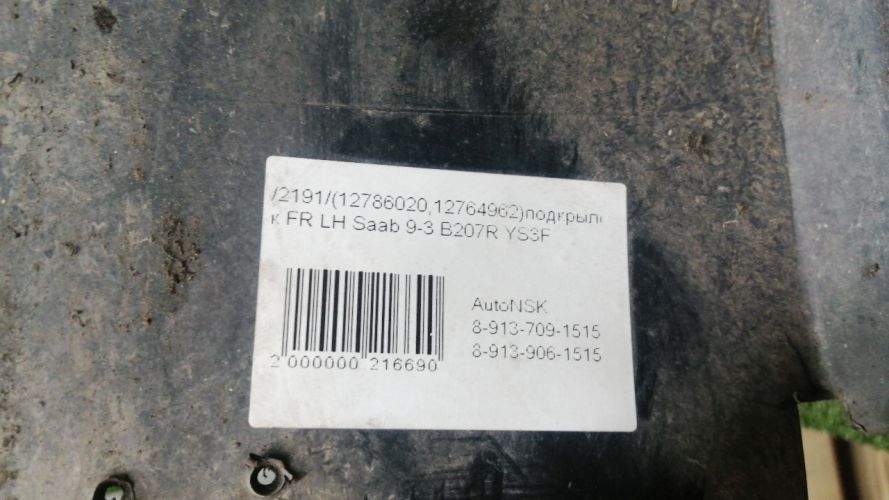 /2191/(12786020,12764962)подкрыло
к FR LH Saab 9-3 B207R YS3F
AutoNSK
8-913-709-1515
8-913-906-1515
2 000000 216690